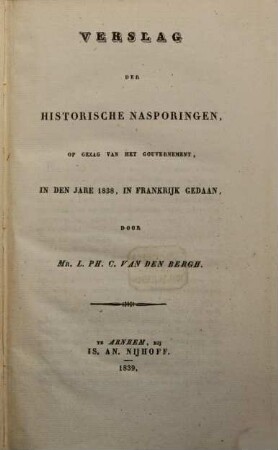 VERSLAG
DER
HISTORISCHE NASPORINGEN,
OP GEZAG VAN HET GOUVERNEMENT,
IN DEN JARE 1838, IN FRANKRIJK GEDAAN,
DOOR
MR. L. PH. C. VAN DEN BERGH.
TE ARNHEM, BIJ
IS. AN. NIJHOFF.
1839.